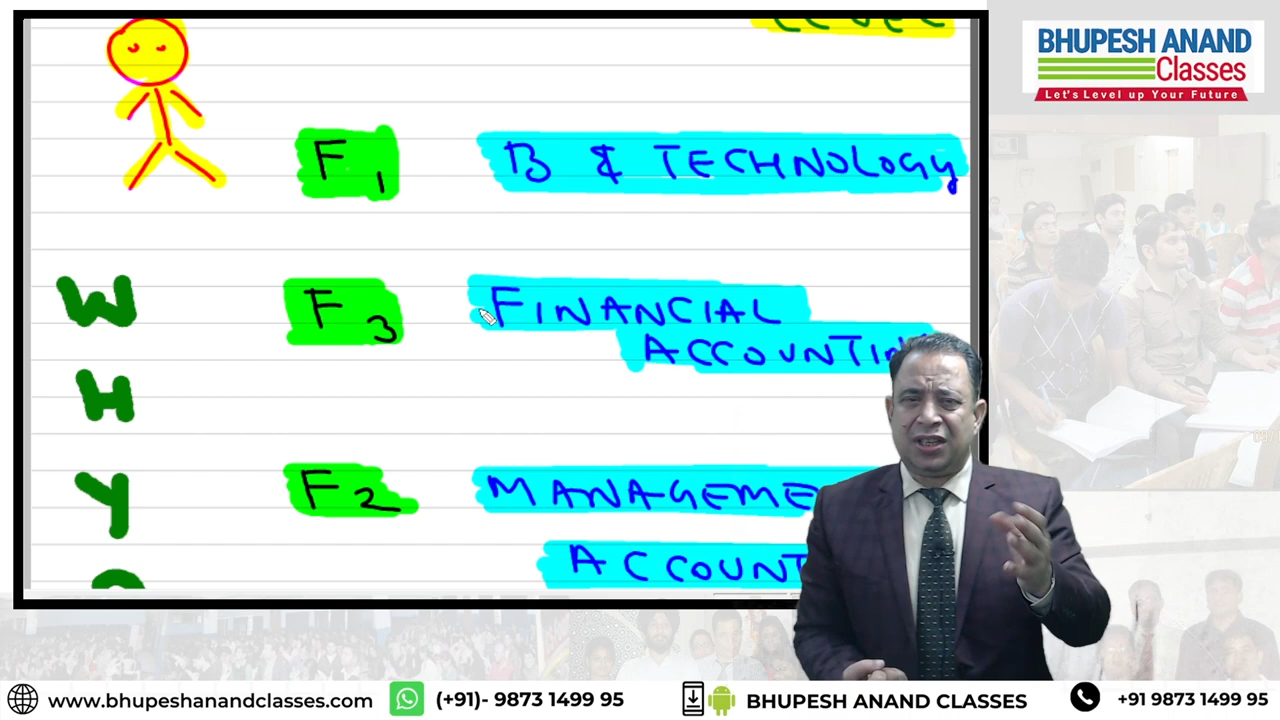 BHUPESH ANAND
Classes
Let's Level up Your Future
F1 B & TECHNOLOGY
W
F3 FINANCIAL
ACCOUNTIN
H
F2 MANAGEME
Y
ACCOUNT
www.bhupeshanandclasses.com (+91)- 9873 1499 95 BHUPESH ANAND CLASSES +91 9873 1499 95